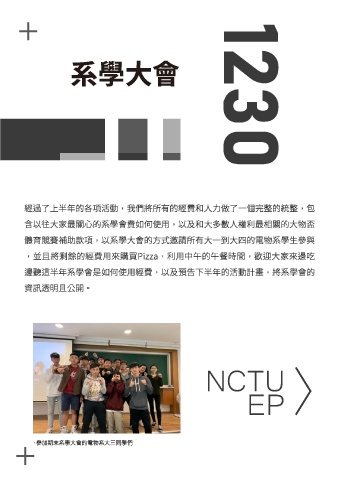 系學大會
1230
經過了上半年的各項活動，我們將所有的經費和人力做了一個完整的統整、包
含以往大家最關心的系學會費如何使用，以及和大多數人權利最相關的大物盃
體育競賽補助款項，以系學大會的方式邀請所有大一到大四的電物系學生參與
，並且將剩餘的經費用來購買Pizza，利用中午的午餐時間，歡迎大家來邊吃
邊聽這半年系學會是如何使用經費，以及預告下半年的活動計畫，將系學會的
資訊透明且公開。
NCTU
EP
·參加期末系學大會的電物系大三同學們